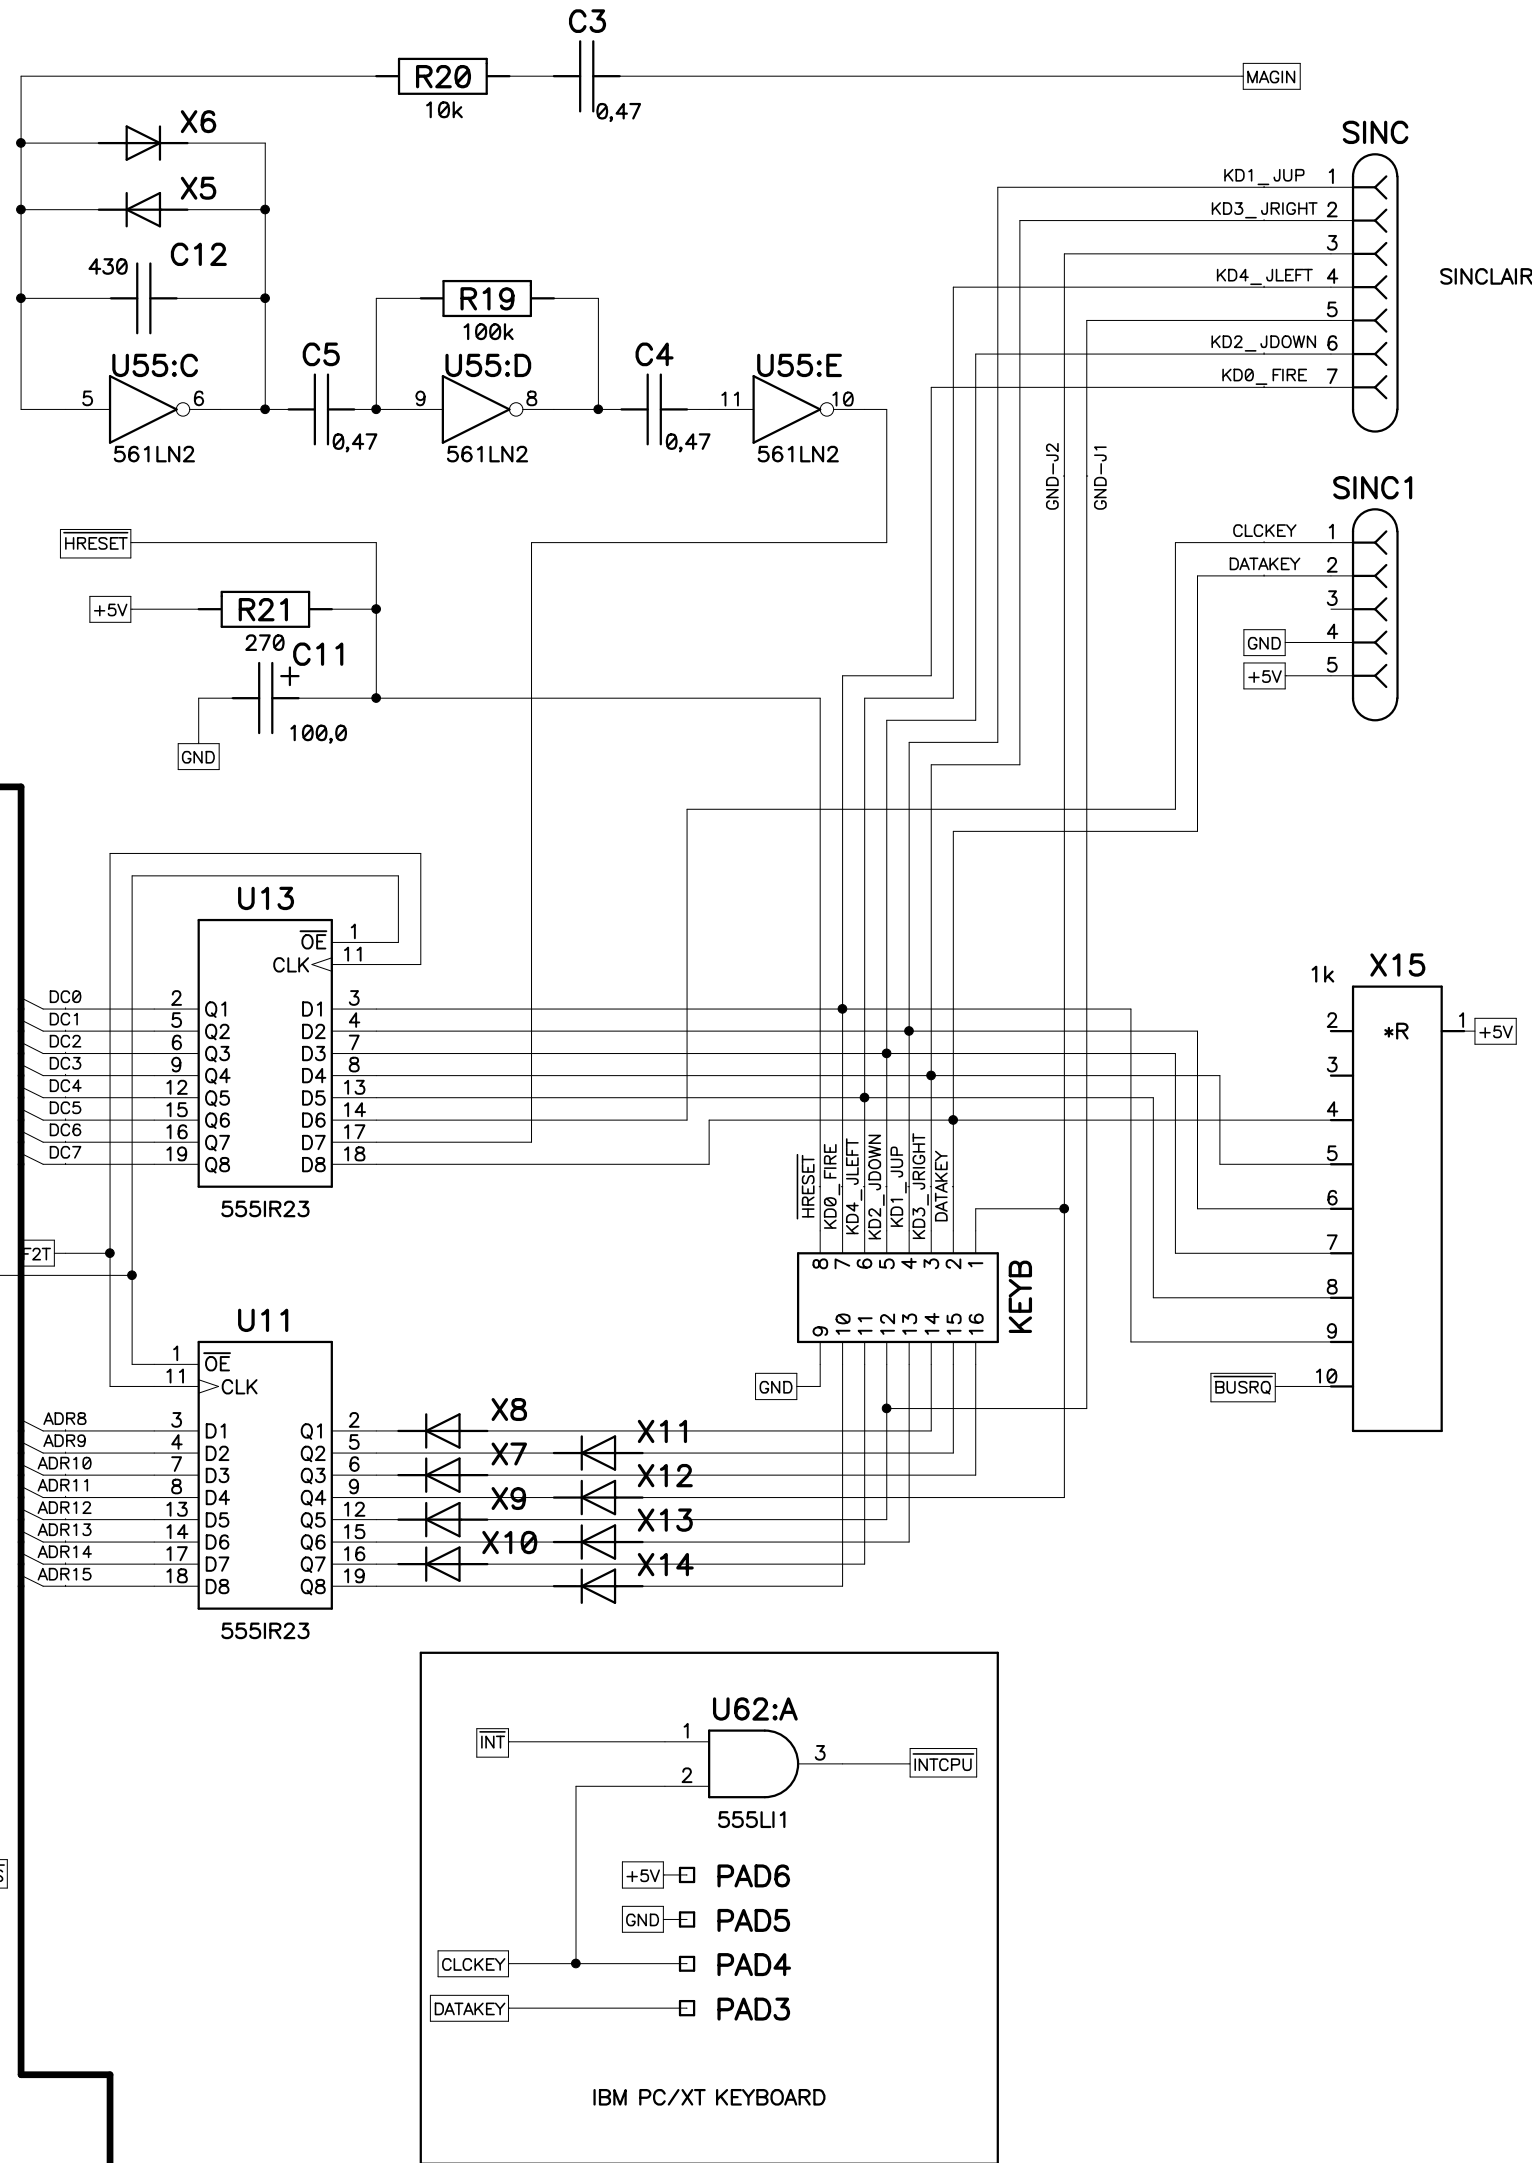 C3
R20
10k
0,47
MAGIN
X6
X5
430
C12
SINC
KD1_JUP 1
KD3_JRIGHT 2
3
KD4_JLEFT 4
5
KD2_JDOWN 6
KD0_FIRE 7
SINCLAIR
R19
100k
U55:C
C5
U55:D
C4
U55:E
5
6
9
8
11
10
561LN2
0,47
561LN2
0,47
561LN2
GND-J2
GND-J1
SINC1
CLCKEY 1
DATAKEY 2
3
GND 4
+5V 5
HRESET
+5V
R21
270
C11
+
100,0
GND
U13
OE 1
CLK 11
DC0 2 Q1 D1 3
DC1 5 Q2 D2 4
DC2 6 Q3 D3 7
DC3 9 Q4 D4 8
DC4 12 Q5 D5 13
DC5 15 Q6 D6 14
DC6 16 Q7 D7 17
DC7 19 Q8 D8 18
555IR23
X15
1k
*R
1 +5V
2
3
4
5
6
7
8
9
BUSRQ 10
HRESET
KD0_FIRE
KD4_JLEFT
KD2_JDOWN
KD1_JUP
KD3_JRIGHT
DATAKEY
8 7 6 5 4 3 2 1
9 10 11 12 13 14 15 16
KEYB
GND
F2T
U11
1 OE
11 CLK
ADR8 3 D1 Q1 2
ADR9 4 D2 Q2 5
ADR10 7 D3 Q3 6
ADR11 8 D4 Q4 9
ADR12 13 D5 Q5 12
ADR13 14 D6 Q6 15
ADR14 17 D7 Q7 16
ADR15 18 D8 Q8 19
555IR23
X8
X11
X7
X12
X9
X13
X10
X14
U62:A
INT 1
2
3 INTCPU
555LI1
+5V PAD6
GND PAD5
CLCKEY PAD4
DATAKEY PAD3
IBM PC/XT KEYBOARD